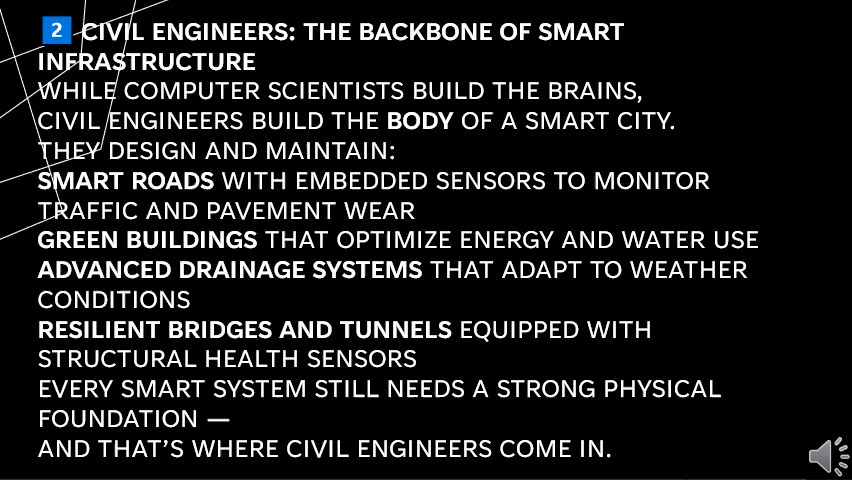 2 CIVIL ENGINEERS: THE BACKBONE OF SMART
INFRASTRUCTURE
WHILE COMPUTER SCIENTISTS BUILD THE BRAINS,
CIVIL ENGINEERS BUILD THE BODY OF A SMART CITY.
THEY DESIGN AND MAINTAIN:
SMART ROADS WITH EMBEDDED SENSORS TO MONITOR
TRAFFIC AND PAVEMENT WEAR
GREEN BUILDINGS THAT OPTIMIZE ENERGY AND WATER USE
ADVANCED DRAINAGE SYSTEMS THAT ADAPT TO WEATHER
CONDITIONS
RESILIENT BRIDGES AND TUNNELS EQUIPPED WITH
STRUCTURAL HEALTH SENSORS
EVERY SMART SYSTEM STILL NEEDS A STRONG PHYSICAL
FOUNDATION —
AND THAT’S WHERE CIVIL ENGINEERS COME IN.